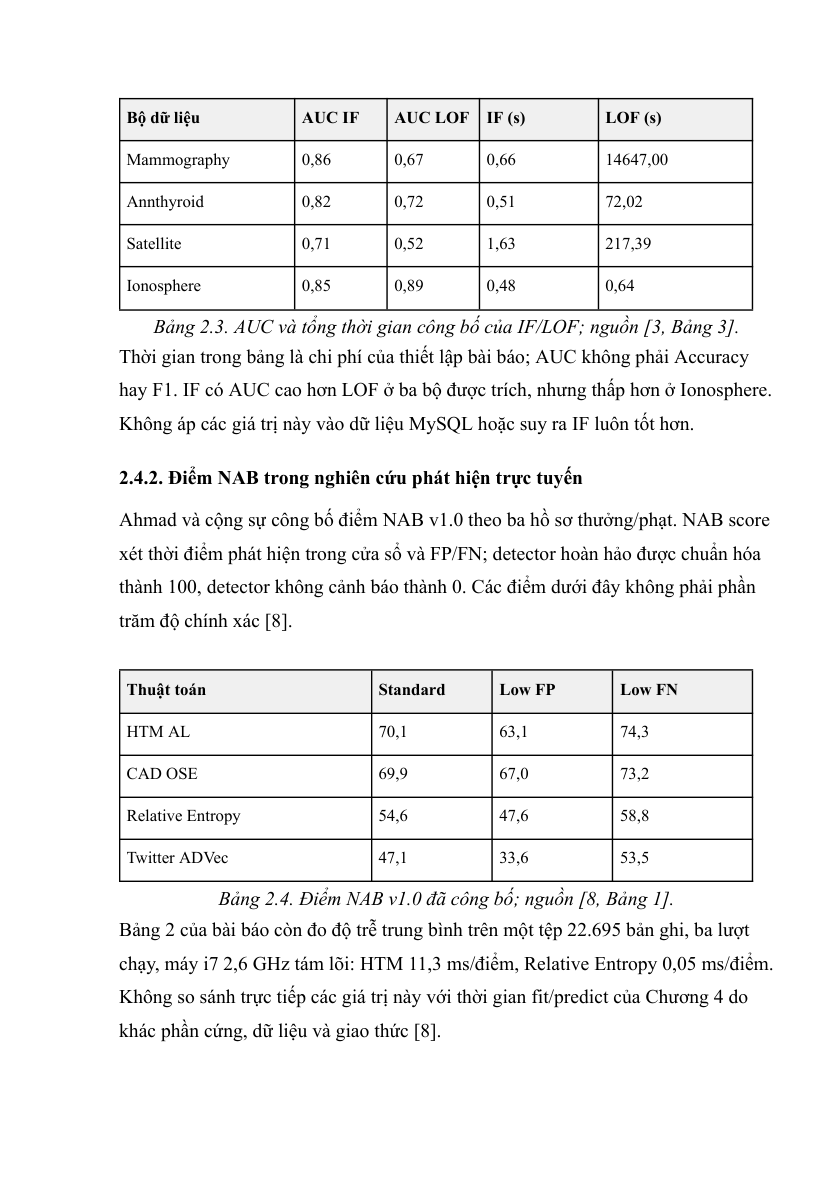 Bộ dữ liệu AUC IF AUC LOF IF (s) LOF (s)
Mammography 0,86 0,67 0,66 14647,00
Annthyroid 0,82 0,72 0,51 72,02
Satellite 0,71 0,52 1,63 217,39
Ionosphere 0,85 0,89 0,48 0,64
Bảng 2.3. AUC và tổng thời gian công bố của IF/LOF; nguồn [3, Bảng 3].
Thời gian trong bảng là chi phí của thiết lập bài báo; AUC không phải Accuracy
hay F1. IF có AUC cao hơn LOF ở ba bộ được trích, nhưng thấp hơn ở Ionosphere.
Không áp các giá trị này vào dữ liệu MySQL hoặc suy ra IF luôn tốt hơn.
2.4.2. Điểm NAB trong nghiên cứu phát hiện trực tuyến
Ahmad và cộng sự công bố điểm NAB v1.0 theo ba hồ sơ thưởng/phạt. NAB score
xét thời điểm phát hiện trong cửa sổ và FP/FN; detector hoàn hảo được chuẩn hóa
thành 100, detector không cảnh báo thành 0. Các điểm dưới đây không phải phần
trăm độ chính xác [8].
Thuật toán Standard Low FP Low FN
HTM AL 70,1 63,1 74,3
CAD OSE 69,9 67,0 73,2
Relative Entropy 54,6 47,6 58,8
Twitter ADVec 47,1 33,6 53,5
Bảng 2.4. Điểm NAB v1.0 đã công bố; nguồn [8, Bảng 1].
Bảng 2 của bài báo còn đo độ trễ trung bình trên một tệp 22.695 bản ghi, ba lượt
chạy, máy i7 2,6 GHz tám lõi: HTM 11,3 ms/điểm, Relative Entropy 0,05 ms/điểm.
Không so sánh trực tiếp các giá trị này với thời gian fit/predict của Chương 4 do
khác phần cứng, dữ liệu và giao thức [8].